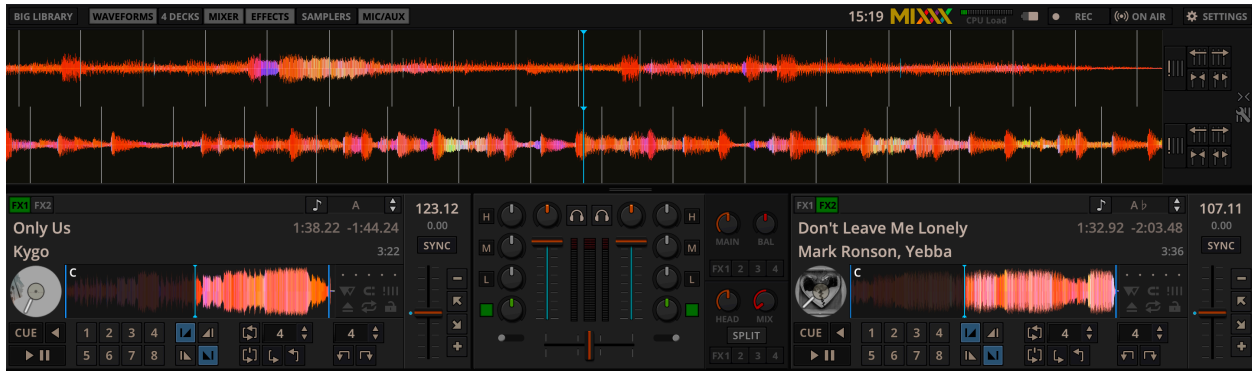 BIG LIBRARY WAVEFORMS 4 DECKS MIXER EFFECTS SAMPLERS MIC/AUX 15:19 MIXXX CPU Load REC ON AIR SETTINGS
FX1 FX2 A
Only Us 1:38.22 -1:44.24
Kygo 3:22
123.12
0.00
SYNC
C
CUE 1 2 3 4 4 4
5 6 7 8
H H
M M
L L
MAIN BAL
FX1 2 3 4
HEAD MIX
SPLIT
FX1 2 3 4
FX1 FX2 A♭
Don't Leave Me Lonely 1:32.92 -2:03.48
Mark Ronson, Yebba 3:36
107.11
0.00
SYNC
C
CUE 1 2 3 4 4 4
5 6 7 8